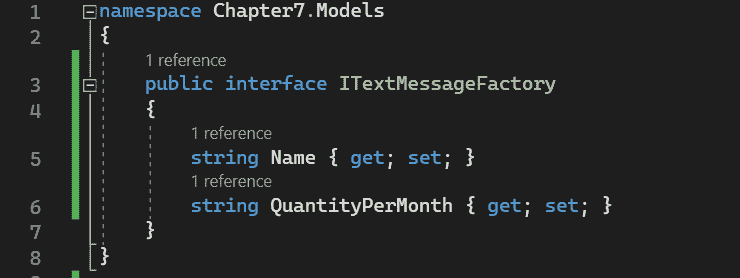 1 namespace Chapter7.Models
2 {
1 reference
3 public interface ITextMessageFactory
4 {
1 reference
5 string Name { get; set; }
1 reference
6 string QuantityPerMonth { get; set; }
7 }
8 }